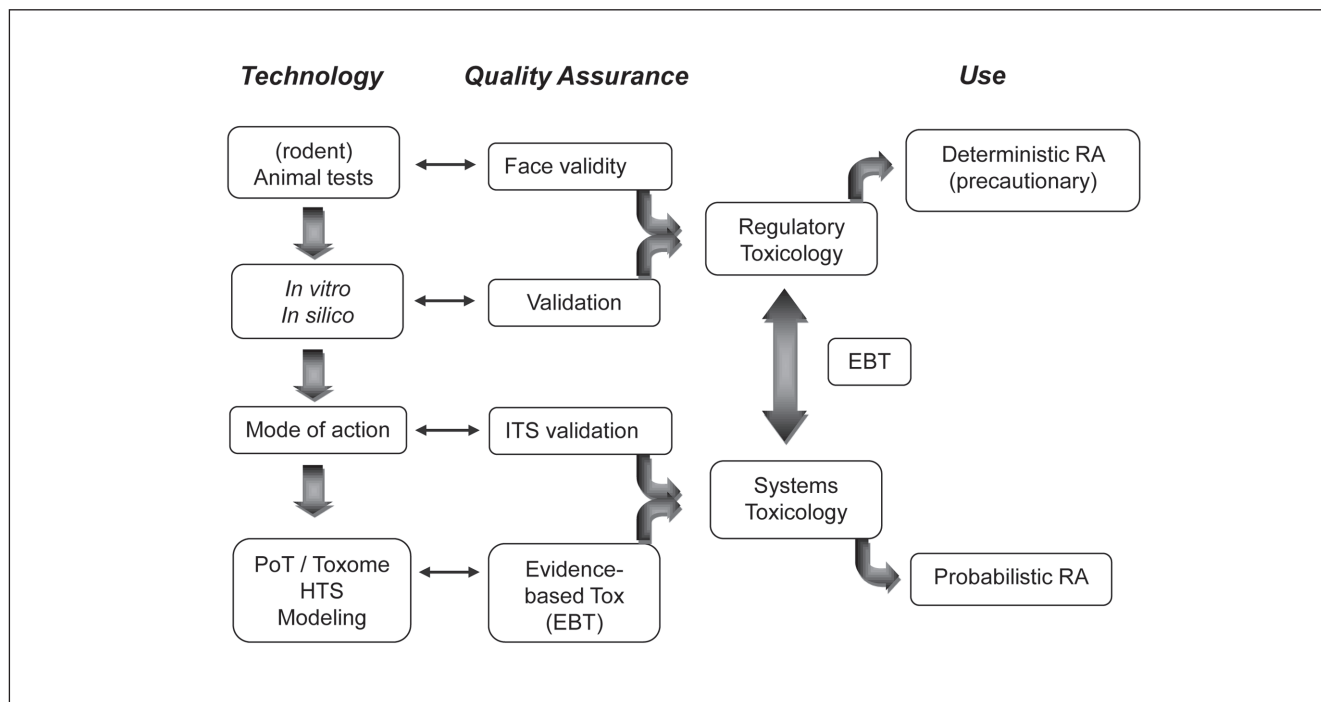 Technology
Quality Assurance
Use
(rodent)
Animal tests
Face validity
Deterministic RA
(precautionary)
Regulatory
Toxicology
In vitro
In silico
Validation
EBT
Mode of action
ITS validation
Systems
Toxicology
PoT / Toxome
HTS
Modeling
Evidence-
based Tox
(EBT)
Probabilistic RA